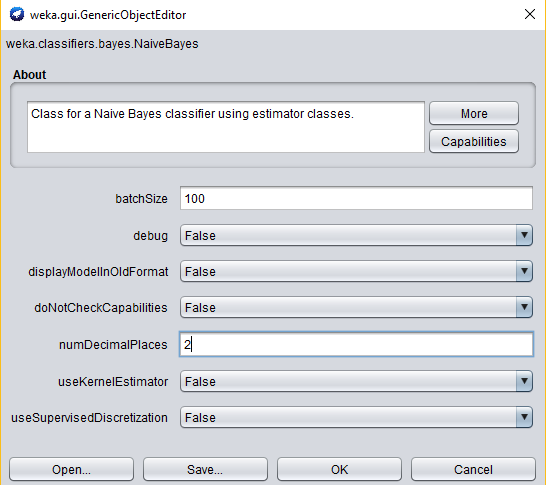 weka.gui.GenericObjectEditor
weka.classifiers.bayes.NaiveBayes
About
Class for a Naive Bayes classifier using estimator classes.
More
Capabilities
batchSize 100
debug False
displayModelInOldFormat False
doNotCheckCapabilities False
numDecimalPlaces 2
useKernelEstimator False
useSupervisedDiscretization False
Open... Save... OK Cancel